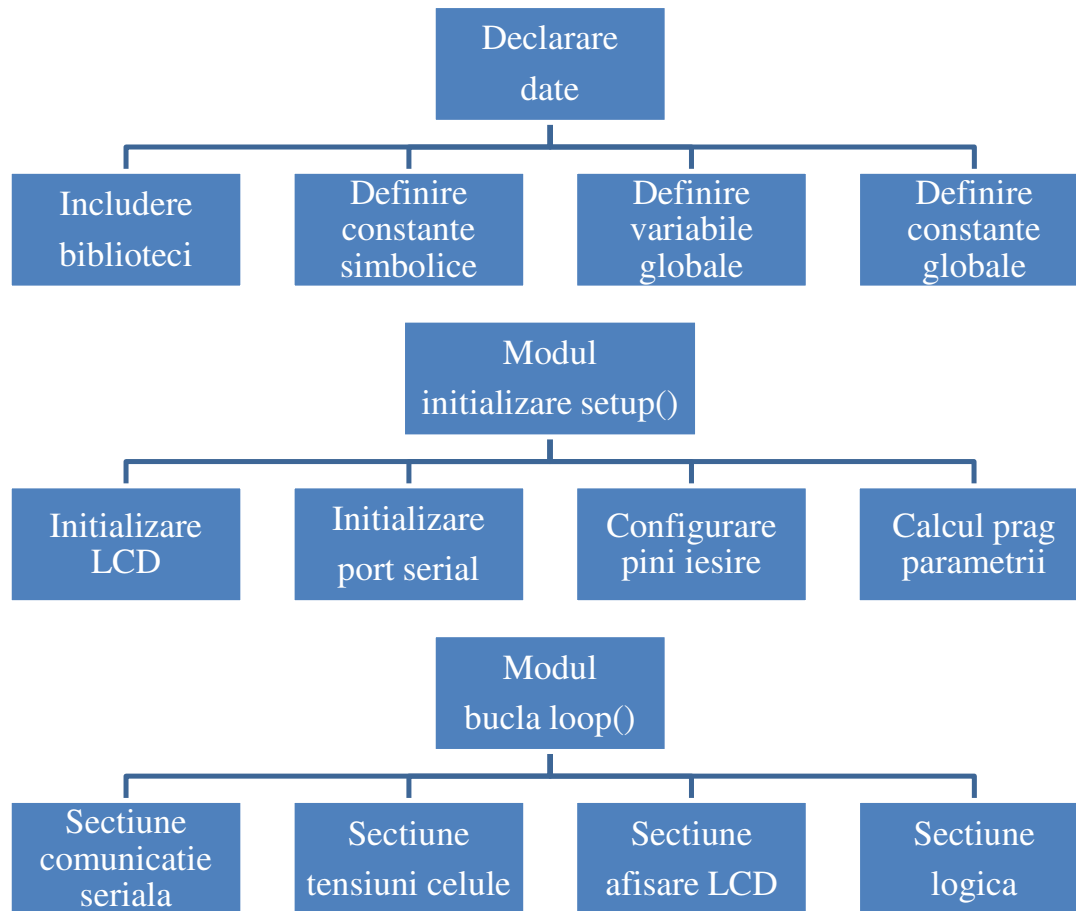 Declarare
date
Includere
biblioteci
Definire
constante
simbolice
Definire
variabile
globale
Definire
constante
globale
Modul
initializare setup()
Initializare
LCD
Initializare
port serial
Configurare
pini iesire
Calcul prag
parametrii
Modul
bucla loop()
Sectiune
comunicatie
seriala
Sectiune
tensiuni celule
Sectiune
afisare LCD
Sectiune
logica